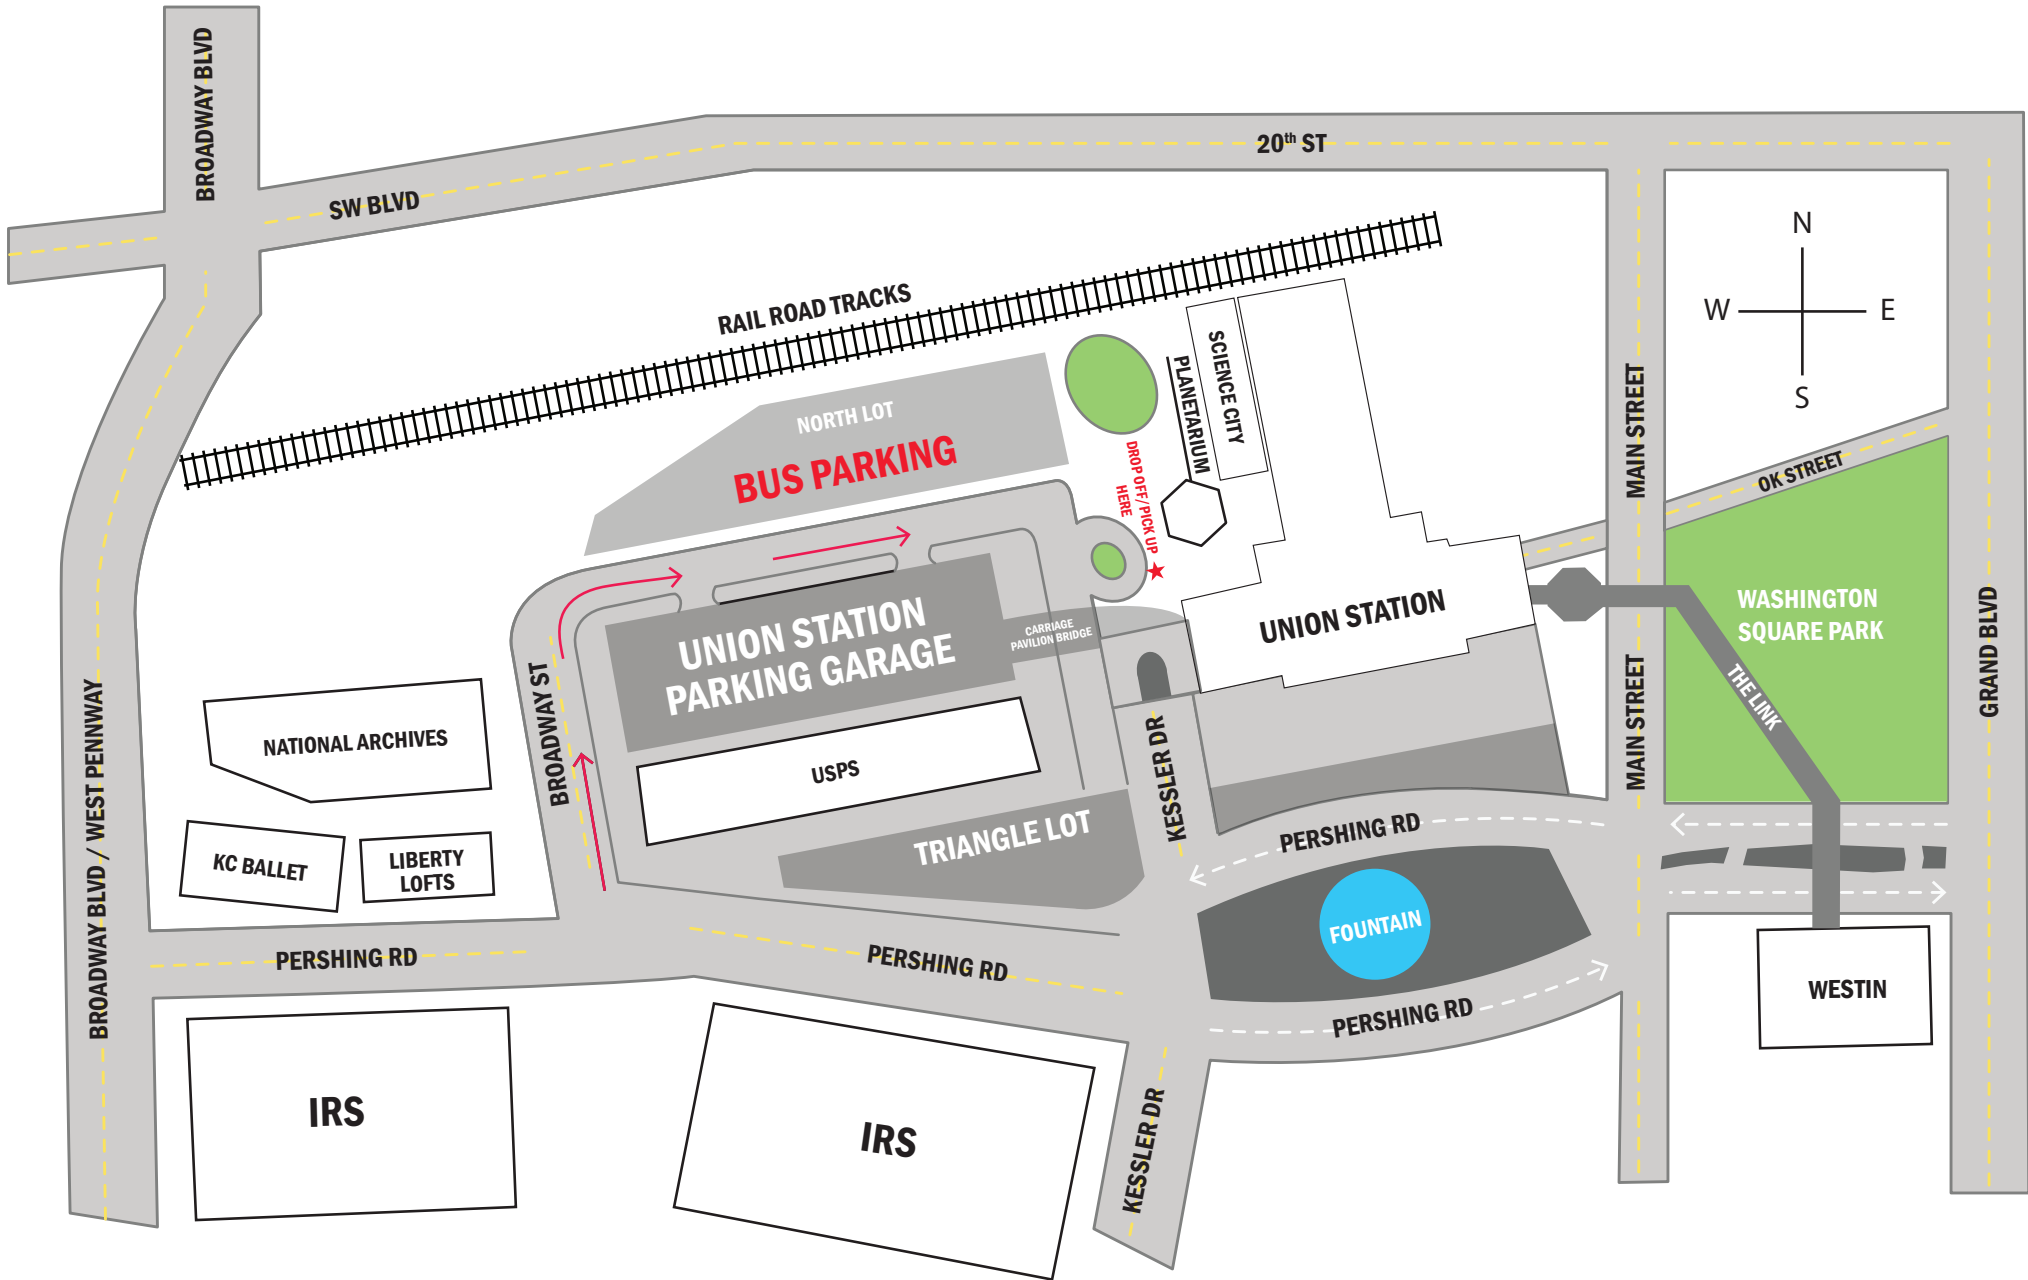 BROADWAY BLVD
SW BLVD
20th ST
N
W
E
S
RAIL ROAD TRACKS
NORTH LOT
BUS PARKING
DROP OFF/PICK UP
HERE
PLANETARIUM
SCIENCE CITY
MAIN STREET
OK STREET
UNION STATION
PARKING GARAGE
CARRIAGE
PAVILION BRIDGE
UNION STATION
WASHINGTON
SQUARE PARK
THE LINK
GRAND BLVD
MAIN STREET
BROADWAY ST
NATIONAL ARCHIVES
USPS
KESSLER DR
TRIANGLE LOT
KC BALLET
LIBERTY
LOFTS
BROADWAY BLVD / WEST PENNWAY
PERSHING RD
PERSHING RD
PERSHING RD
FOUNTAIN
PERSHING RD
WESTIN
IRS
IRS
KESSLER DR